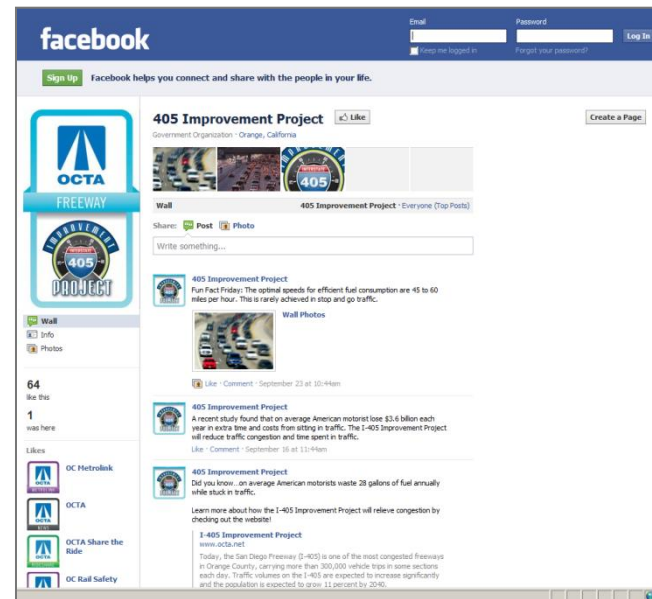 facebook
Email
Password
Log In
Keep me logged in
Forgot your password?
Sign Up
Facebook helps you connect and share with the people in your life.
OCTA
FREEWAY
IMPROVEMENT
INTERSTATE
405
PROJECT
Wall
Info
Photos
64
like this
1
was here
Likes
OC Metrolink
OCTA
OCTA Share the
Ride
OC Rail Safety
405 Improvement Project
Like
Create a Page
Government Organization · Orange, California
IMPROVEMENT
INTERSTATE
405
Wall
405 Improvement Project · Everyone (Top Posts)
Share:
Post
Photo
Write something...
405 Improvement Project
Fun Fact Friday: The optimal speeds for efficient fuel consumption are 45 to 60
miles per hour. This is rarely achieved in stop and go traffic.
Wall Photos
Like · Comment · September 23 at 10:44am
405 Improvement Project
A recent study found that on average American motorist lose $3.6 billion each
year in extra time and costs from sitting in traffic. The I-405 Improvement Project
will reduce traffic congestion and time spent in traffic.
Like · Comment · September 16 at 11:44am
405 Improvement Project
Did you know...on average American motorists waste 28 gallons of fuel annually
while stuck in traffic.
Learn more about how the I-405 Improvement Project will relieve congestion by
checking out the website!
I-405 Improvement Project
www.octa.net
Today, the San Diego Freeway (I-405) is one of the most congested freeways
in Orange County, carrying more than 300,000 vehicle trips in some sections
each day. Traffic volumes on the I-405 are expected to increase significantly
and the population is expected to grow 11 percent by 2040.